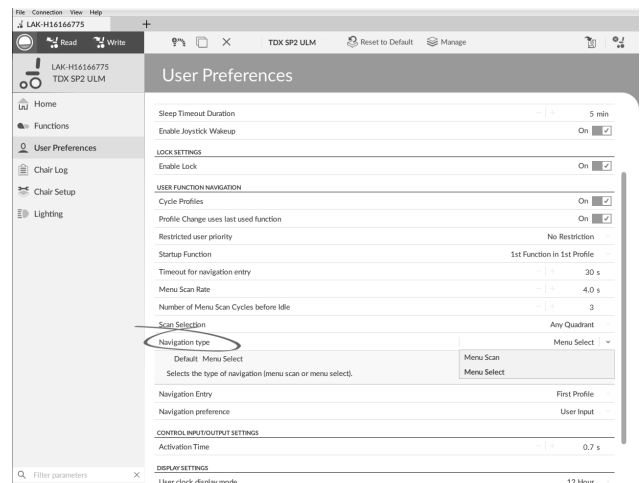 File Connection View Help
LAK-H16166775 +
Read Write TDX SP2 ULM Reset to Default Manage
LAK-H16166775
TDX SP2 ULM
User Preferences
Home
Functions
User Preferences
Chair Log
Chair Setup
Lighting
Filter parameters ×
Sleep Timeout Duration − + 5 min
Enable Joystick Wakeup On
LOCK SETTINGS
Enable Lock On
USER FUNCTION NAVIGATION
Cycle Profiles On
Profile Change uses last used function On
Restricted user priority No Restriction
Startup Function 1st Function in 1st Profile
Timeout for navigation entry − + 30 s
Menu Scan Rate − + 4.0 s
Number of Menu Scan Cycles before Idle − + 3
Scan Selection Any Quadrant
Navigation type Menu Select
Default Menu Select
Selects the type of navigation (menu scan or menu select).
Menu Scan
Menu Select
Navigation Entry First Profile
Navigation preference User Input
CONTROL INPUT/OUTPUT SETTINGS
Activation Time − + 0.7 s
DISPLAY SETTINGS
User clock display mode 12 Hour